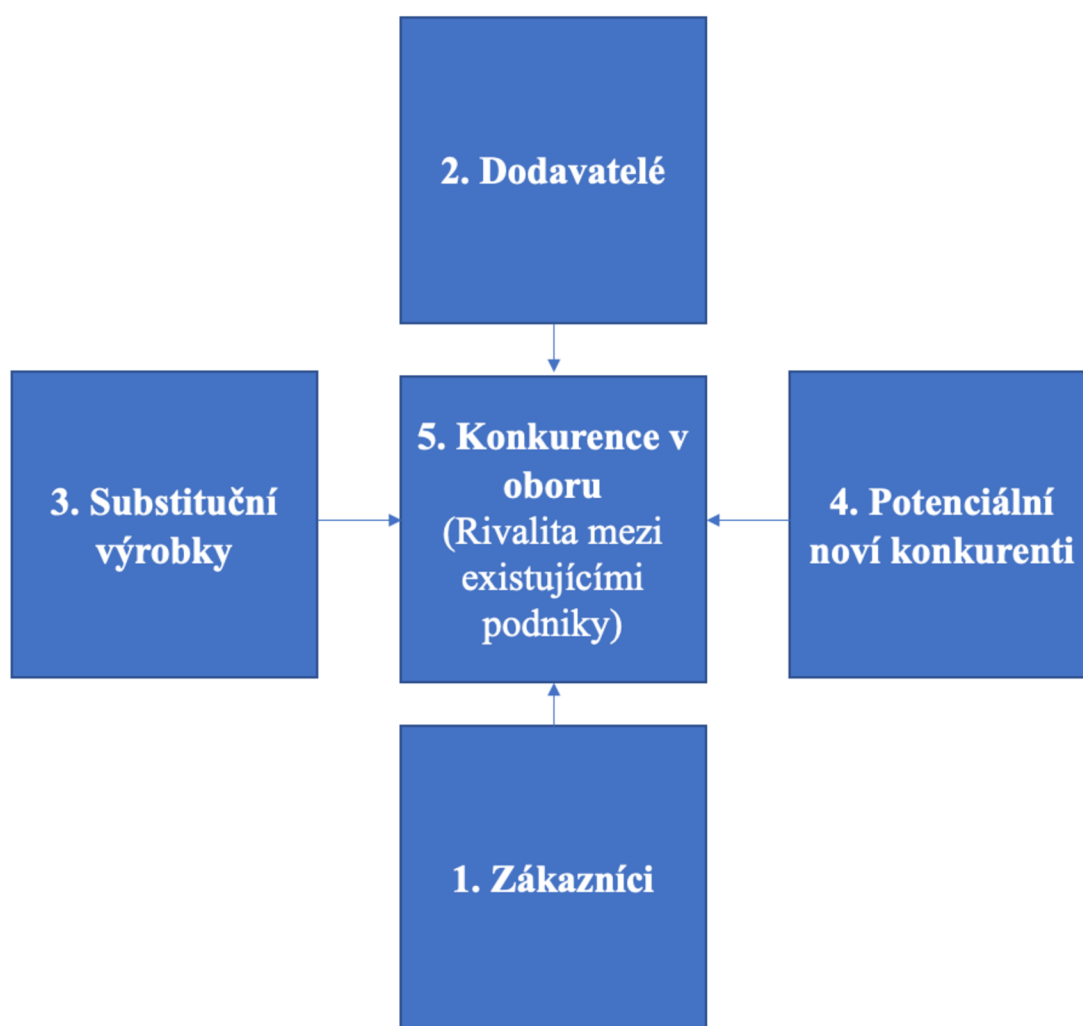 2. Dodavatelé
3. Substituční
výrobky
5. Konkurence v
oboru
(Rivalita mezi
existujícími
podniky)
4. Potenciální
noví konkurenti
1. Zákazníci